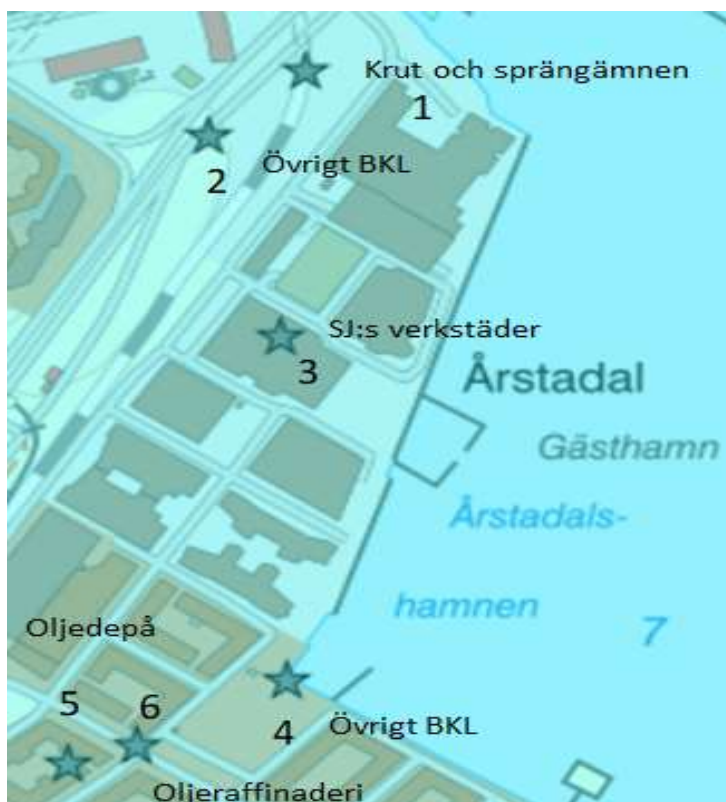 Krut och sprängämnen
1
Övrigt BKL
2
SJ:s verkstäder
3
Årstadal
Gästhamn
Årstadals-
hamnen
7
Oljedepå
5
6
4
Övrigt BKL
Oljeraffinaderi